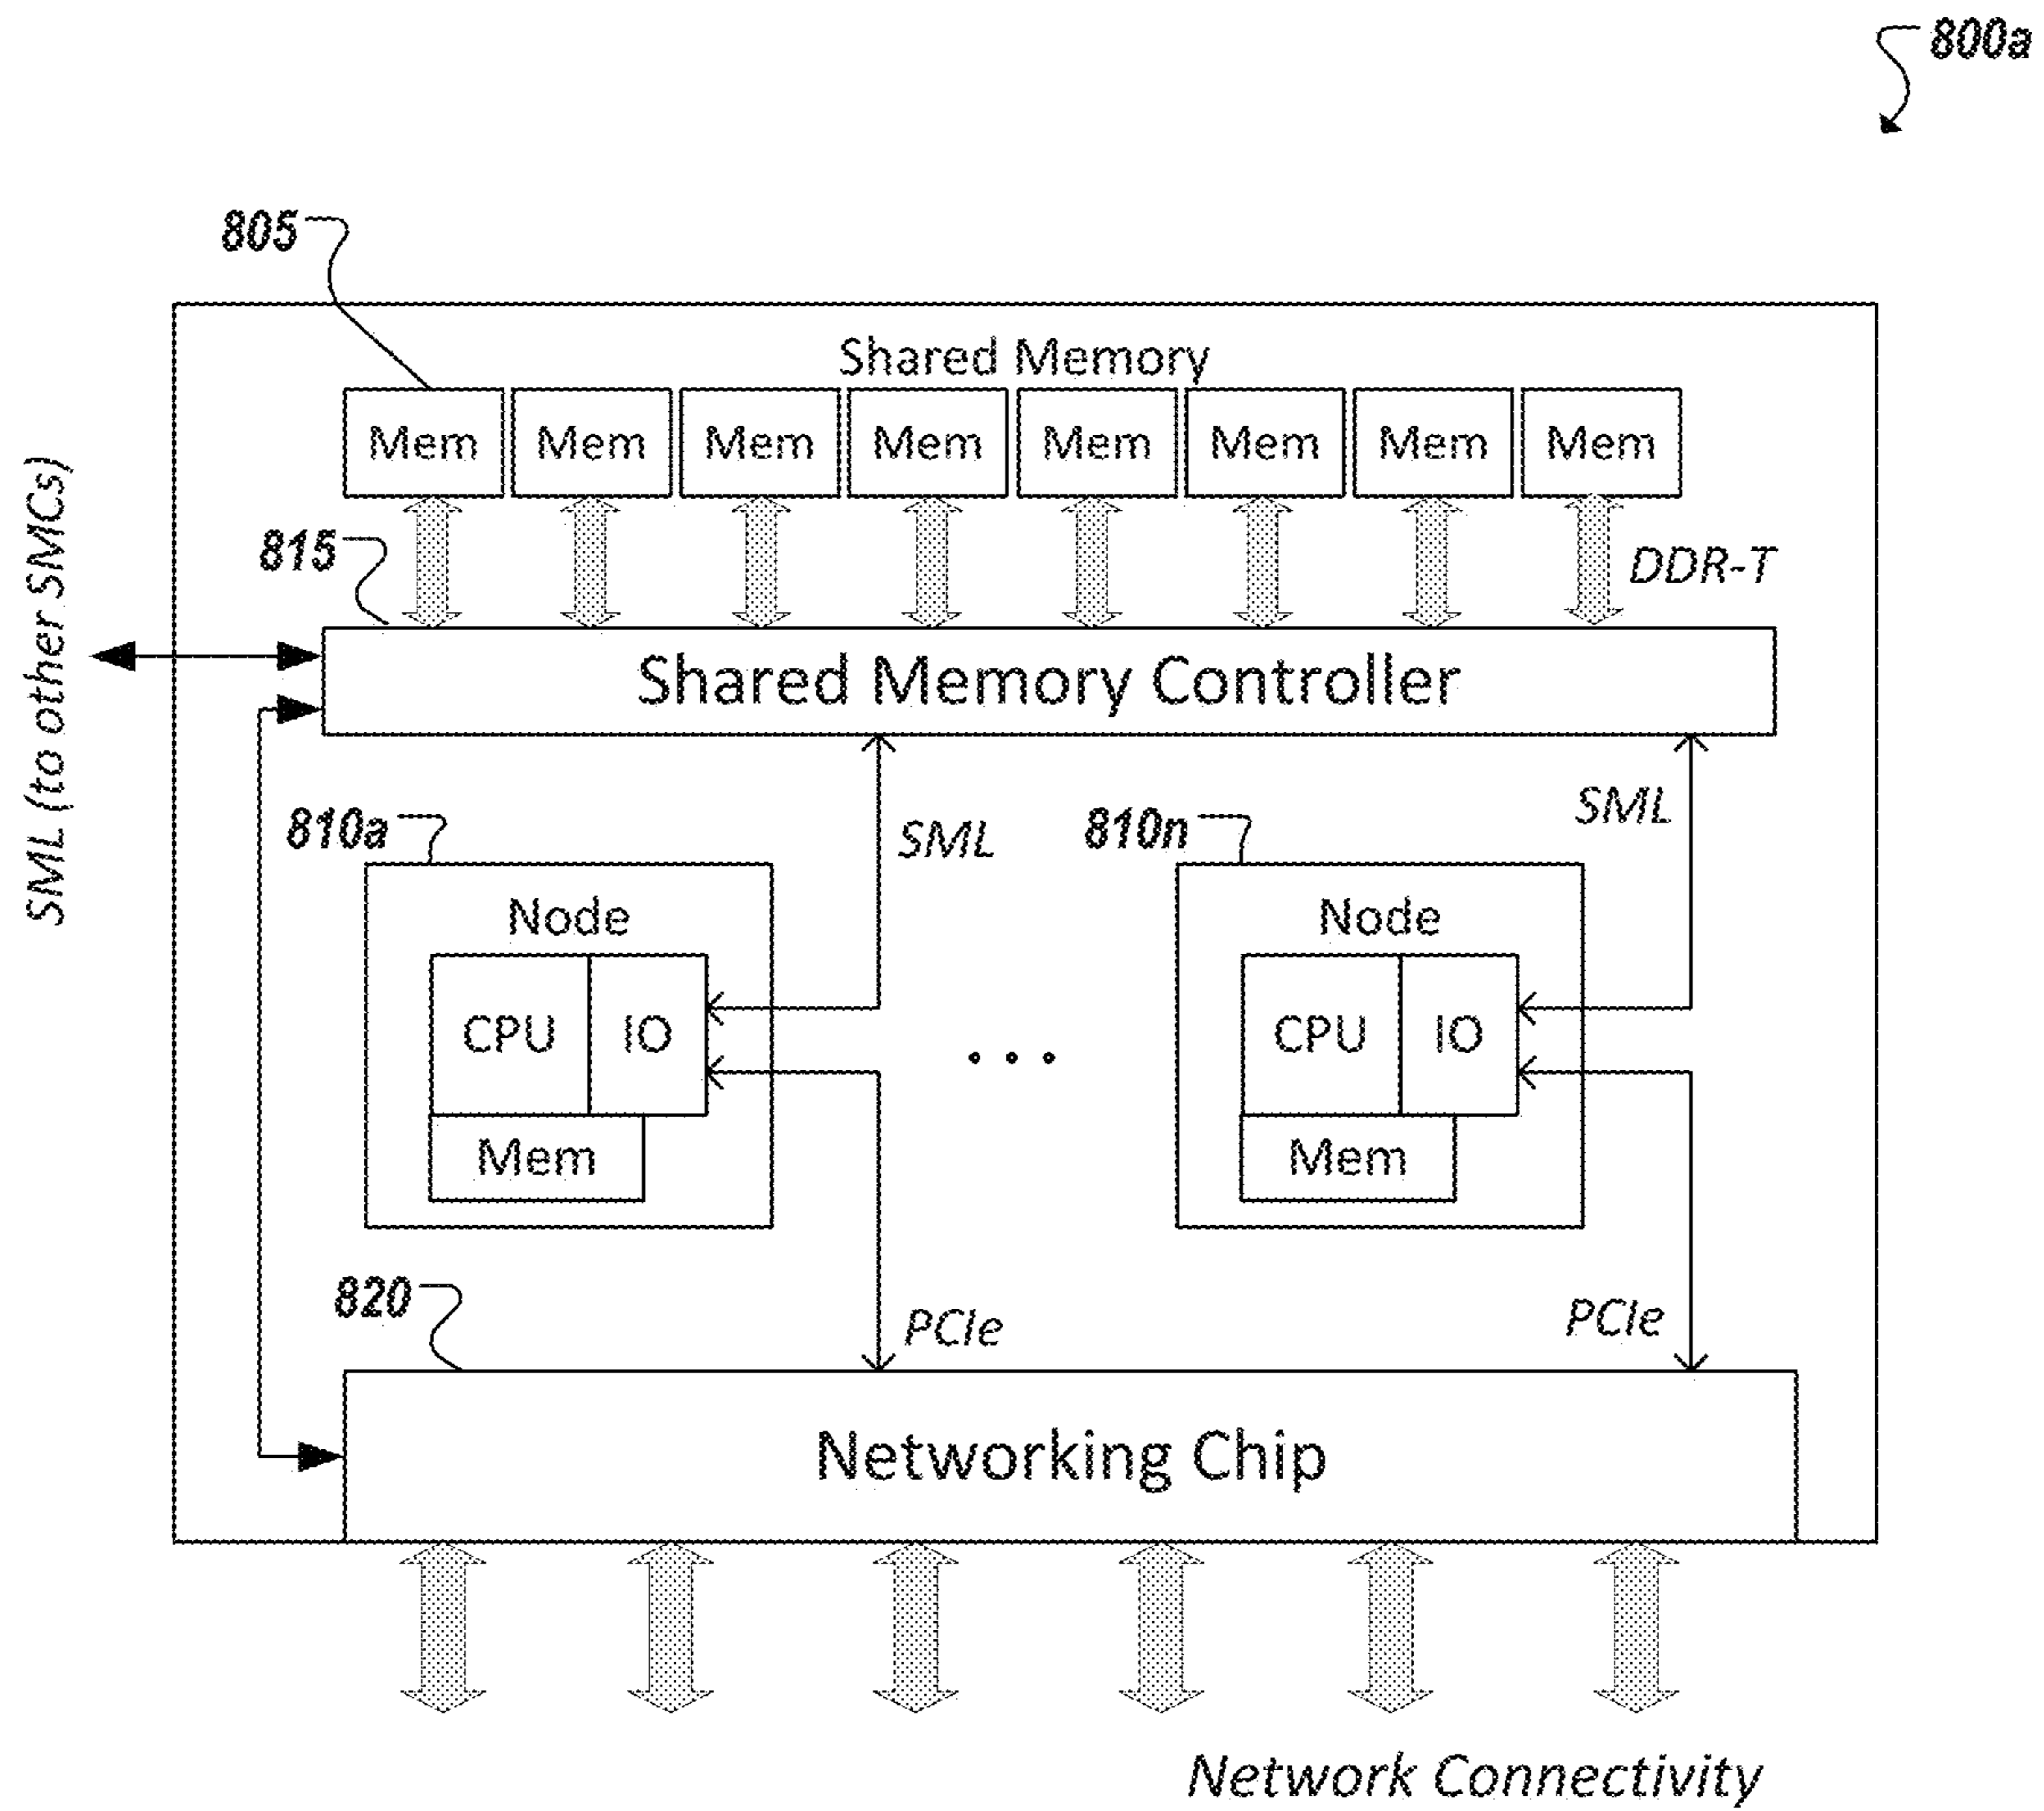 800a
805
Shared Memory
Mem Mem Mem Mem Mem Mem Mem Mem
815
DDR-T
SML (to other SMCs)
Shared Memory Controller
810a
SML
810n
SML
Node
Node
CPU IO
CPU IO
Mem
Mem
. . .
820
PCIe
PCIe
Networking Chip
Network Connectivity